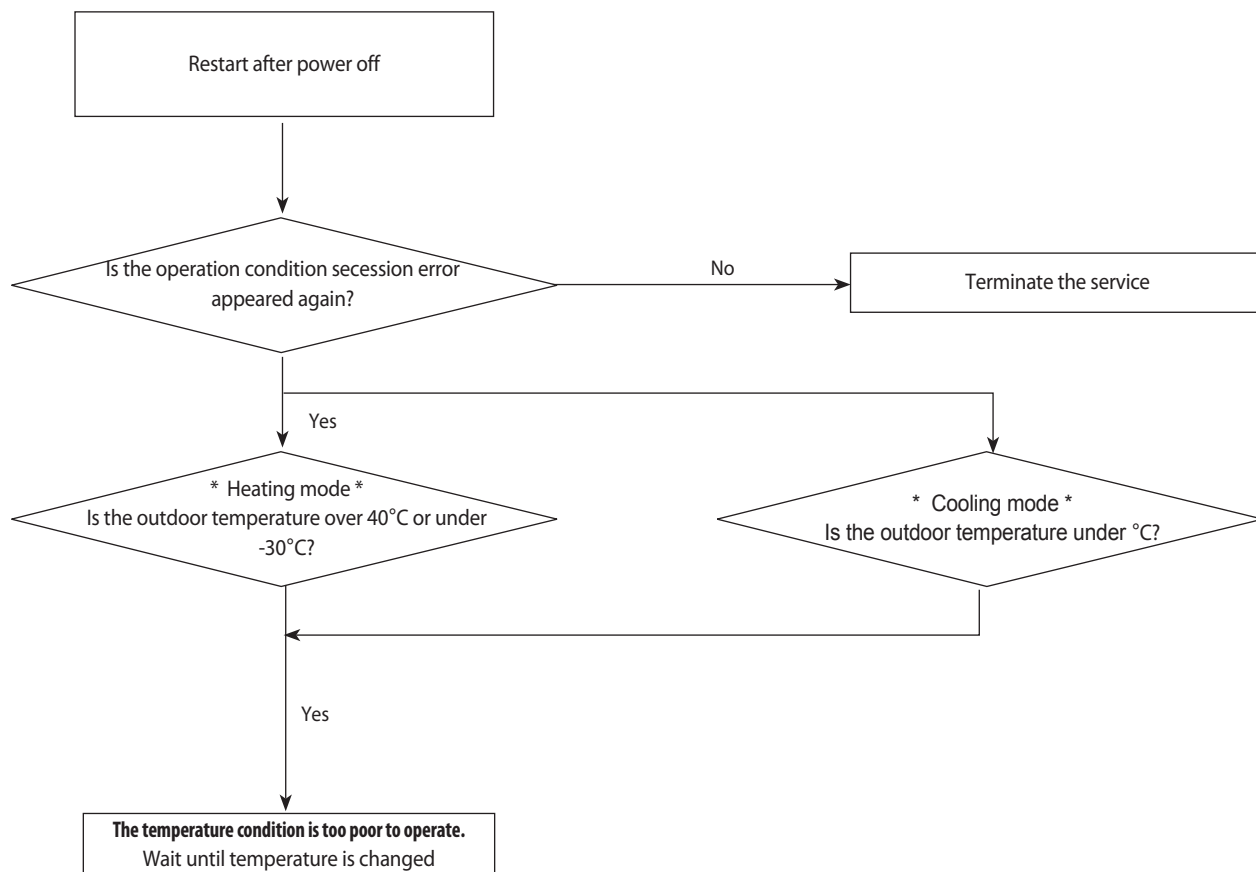 Restart after power off
Is the operation condition secession error
appeared again?
No
Terminate the service
Yes
* Heating mode *
Is the outdoor temperature over 40°C or under
-30°C?
* Cooling mode *
Is the outdoor temperature under °C?
Yes
The temperature condition is too poor to operate.
Wait until temperature is changed